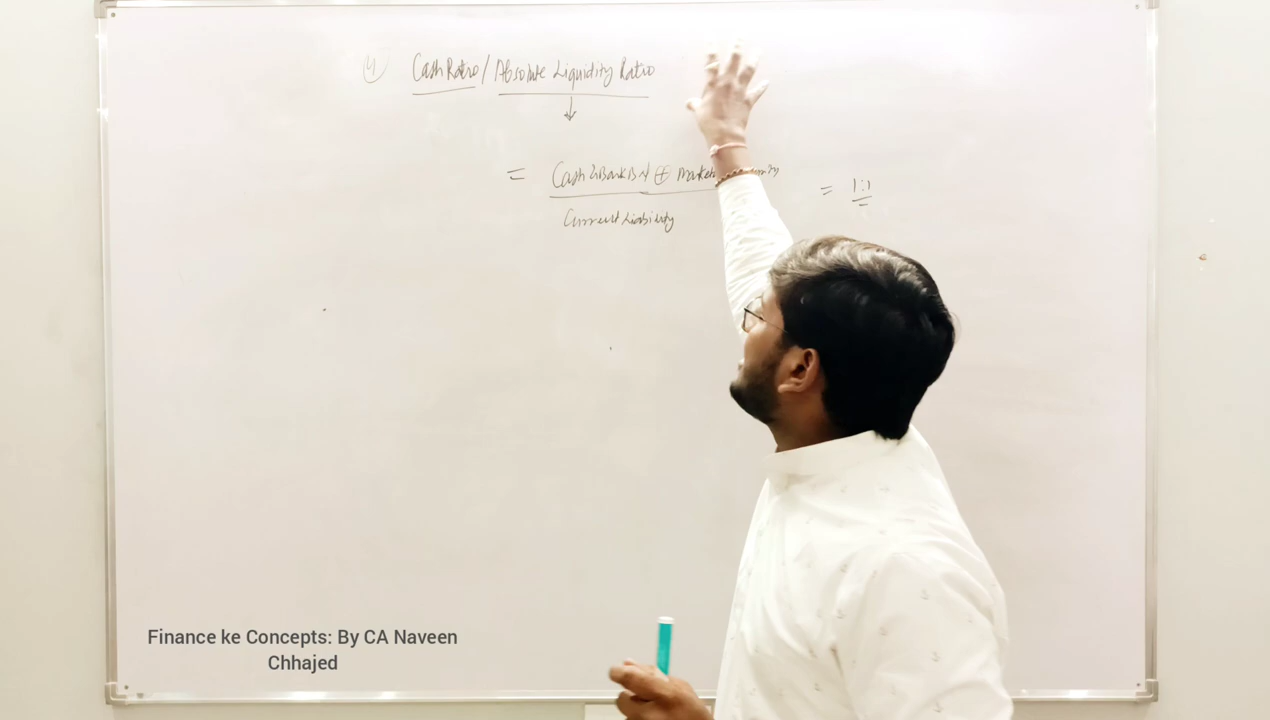 4 Cash Ratio / Absolute Liquidity Ratio
= Cash & Bank Bal + = 1:1
Current Liability
Finance ke Concepts: By CA Naveen
Chhajed